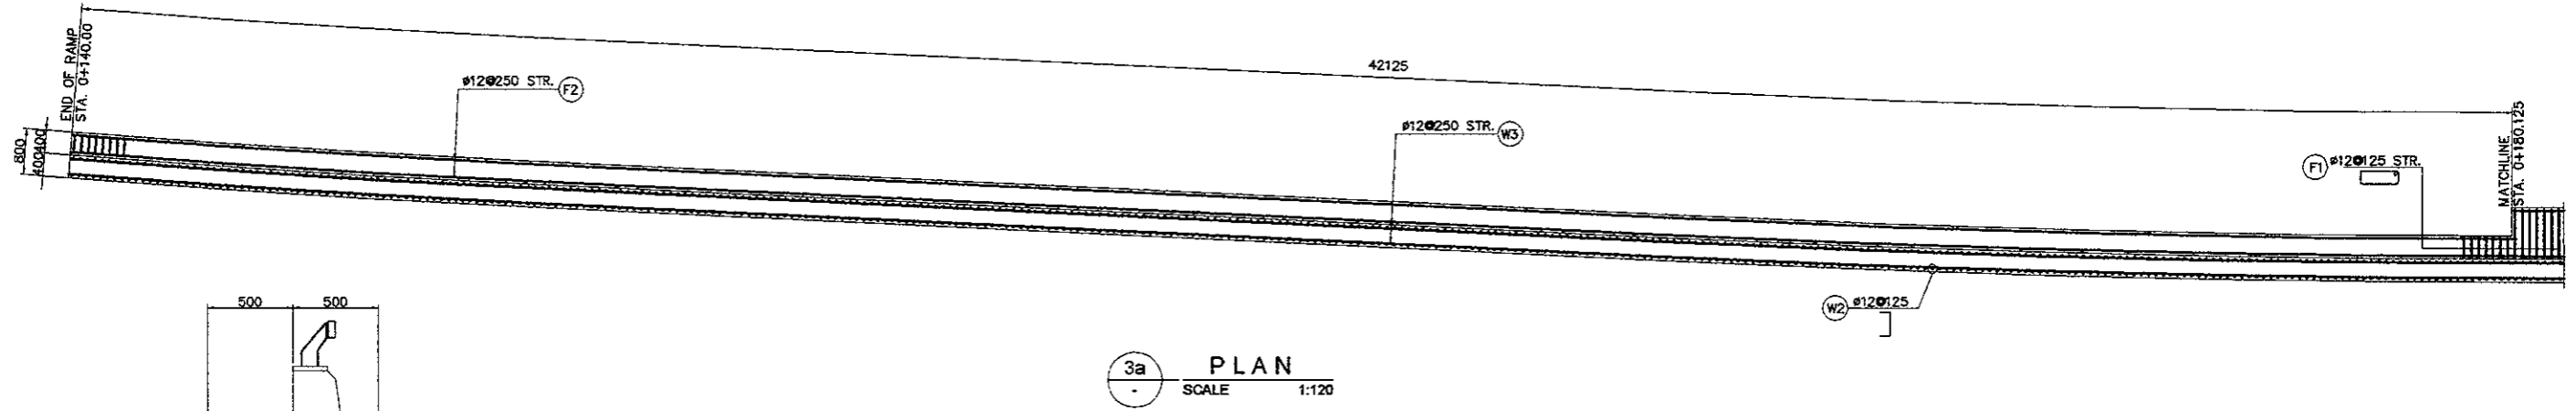 END OF RAMP
STA. 0+140.00
42125
ø12@250 STR. F2
ø12@250 STR. W3
F1 ø12@125 STR.
MATCHLINE
STA. 0+180.125
800
400
400
W2 ø12@125
500 500
3a
-
PLAN
SCALE 1:120